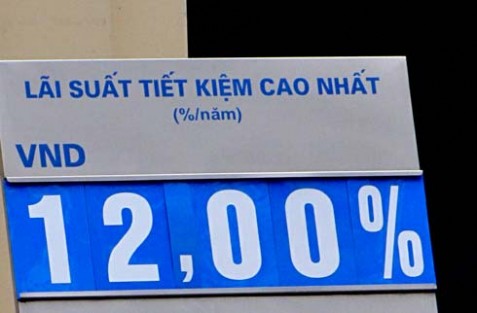 LÃI SUẤT TIẾT KIỆM CAO NHẤT
(%/năm)
VND
12,00%